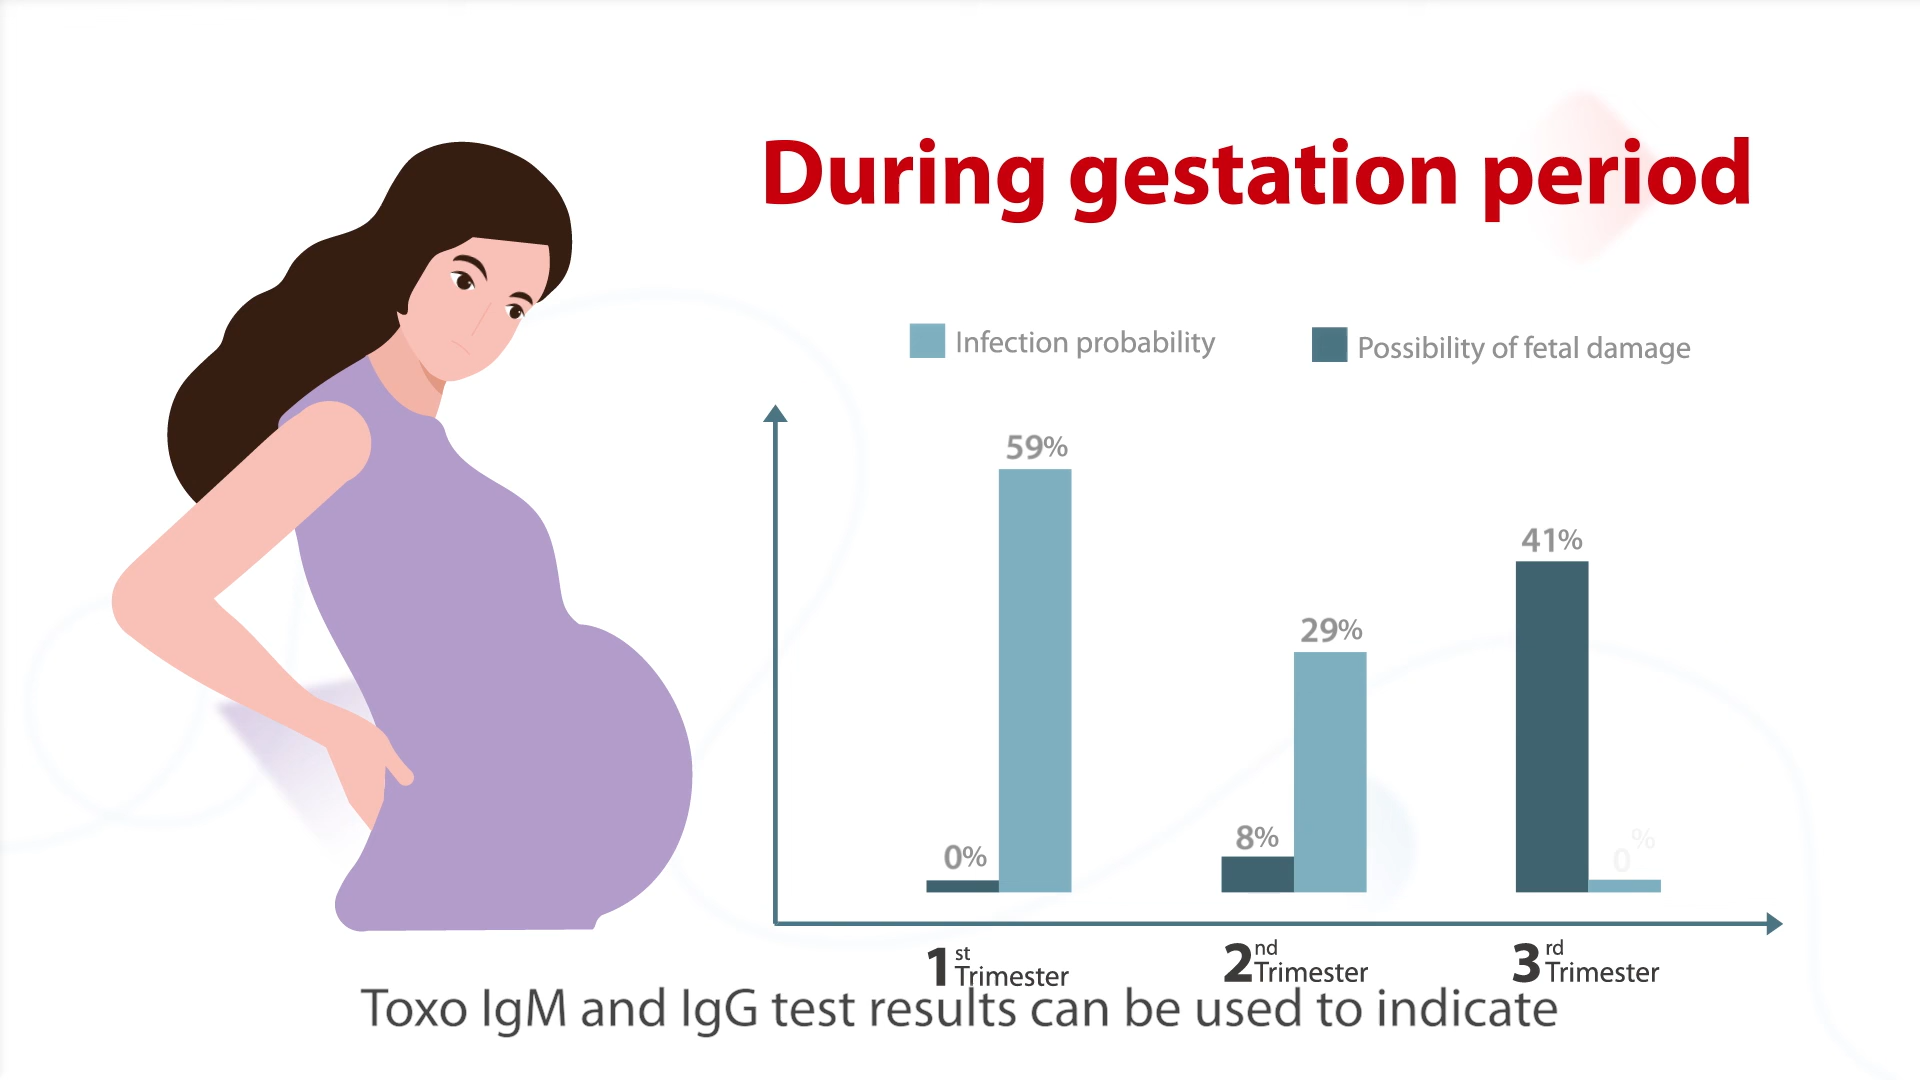 During gestation period
Infection probability
Possibility of fetal damage
59%
41%
29%
8%
0%
0%
1st Trimester
2nd Trimester
3rd Trimester
Toxo IgM and IgG test results can be used to indicate